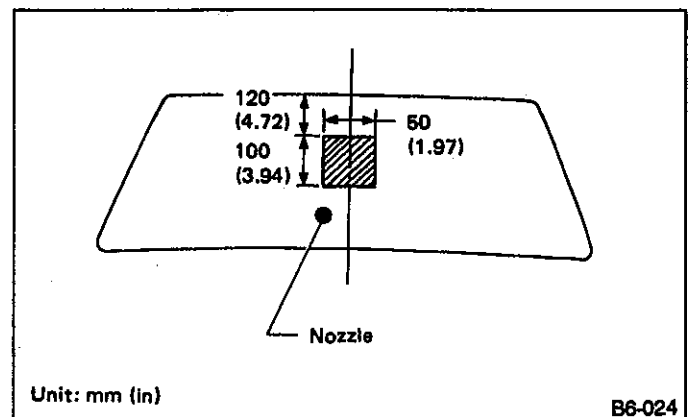 120
(4.72)
50
(1.97)
100
(3.94)
Nozzle
Unit: mm (in)
B6-024